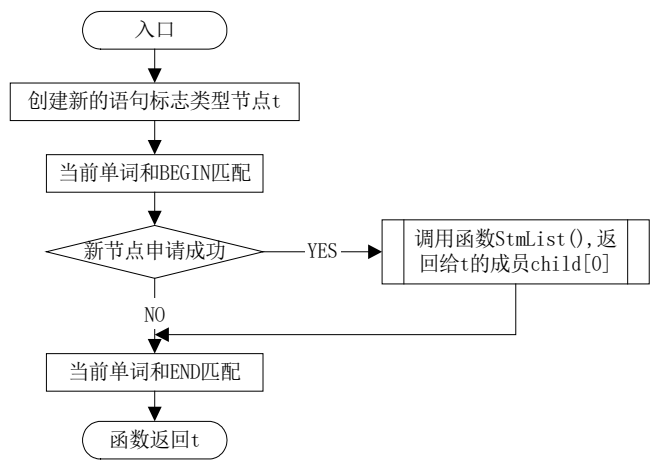 入口
创建新的语句标志类型节点t
当前单词和BEGIN匹配
新节点申请成功
YES
调用函数StmList(),返
回给t的成员child[0]
NO
当前单词和END匹配
函数返回t